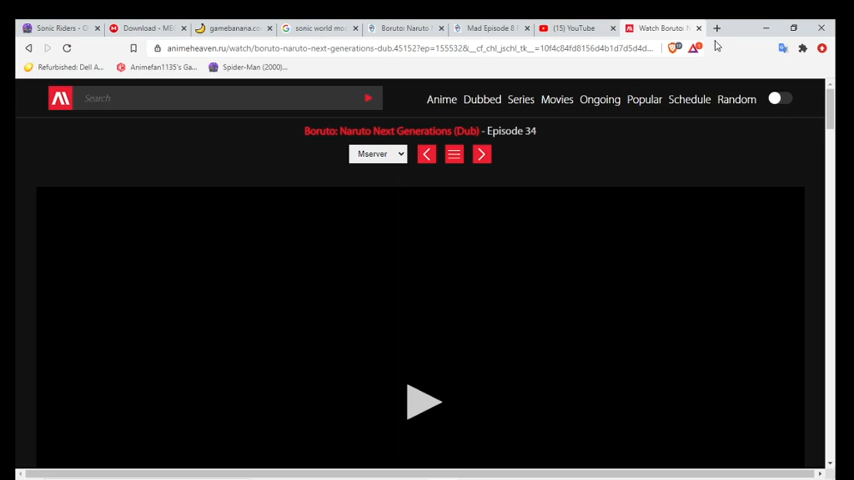 Sonic Riders - C
Download - ME
gamebanana.co
sonic world mo
Boruto: Naruto
Mad Episode 8
(15) YouTube
Watch Boruto: N
animeheaven.ru/watch/boruto-naruto-next-generations-dub.45152?ep=155532&__cf_chl_jschl_tk__=10f4c84fd8156d4b1d7d5d4d...
Refurbished: Dell A...
Animefan1135's Ga...
Spider-Man (2000)...
Search
Anime Dubbed Series Movies Ongoing Popular Schedule Random
Boruto: Naruto Next Generations (Dub) - Episode 34
Mserver